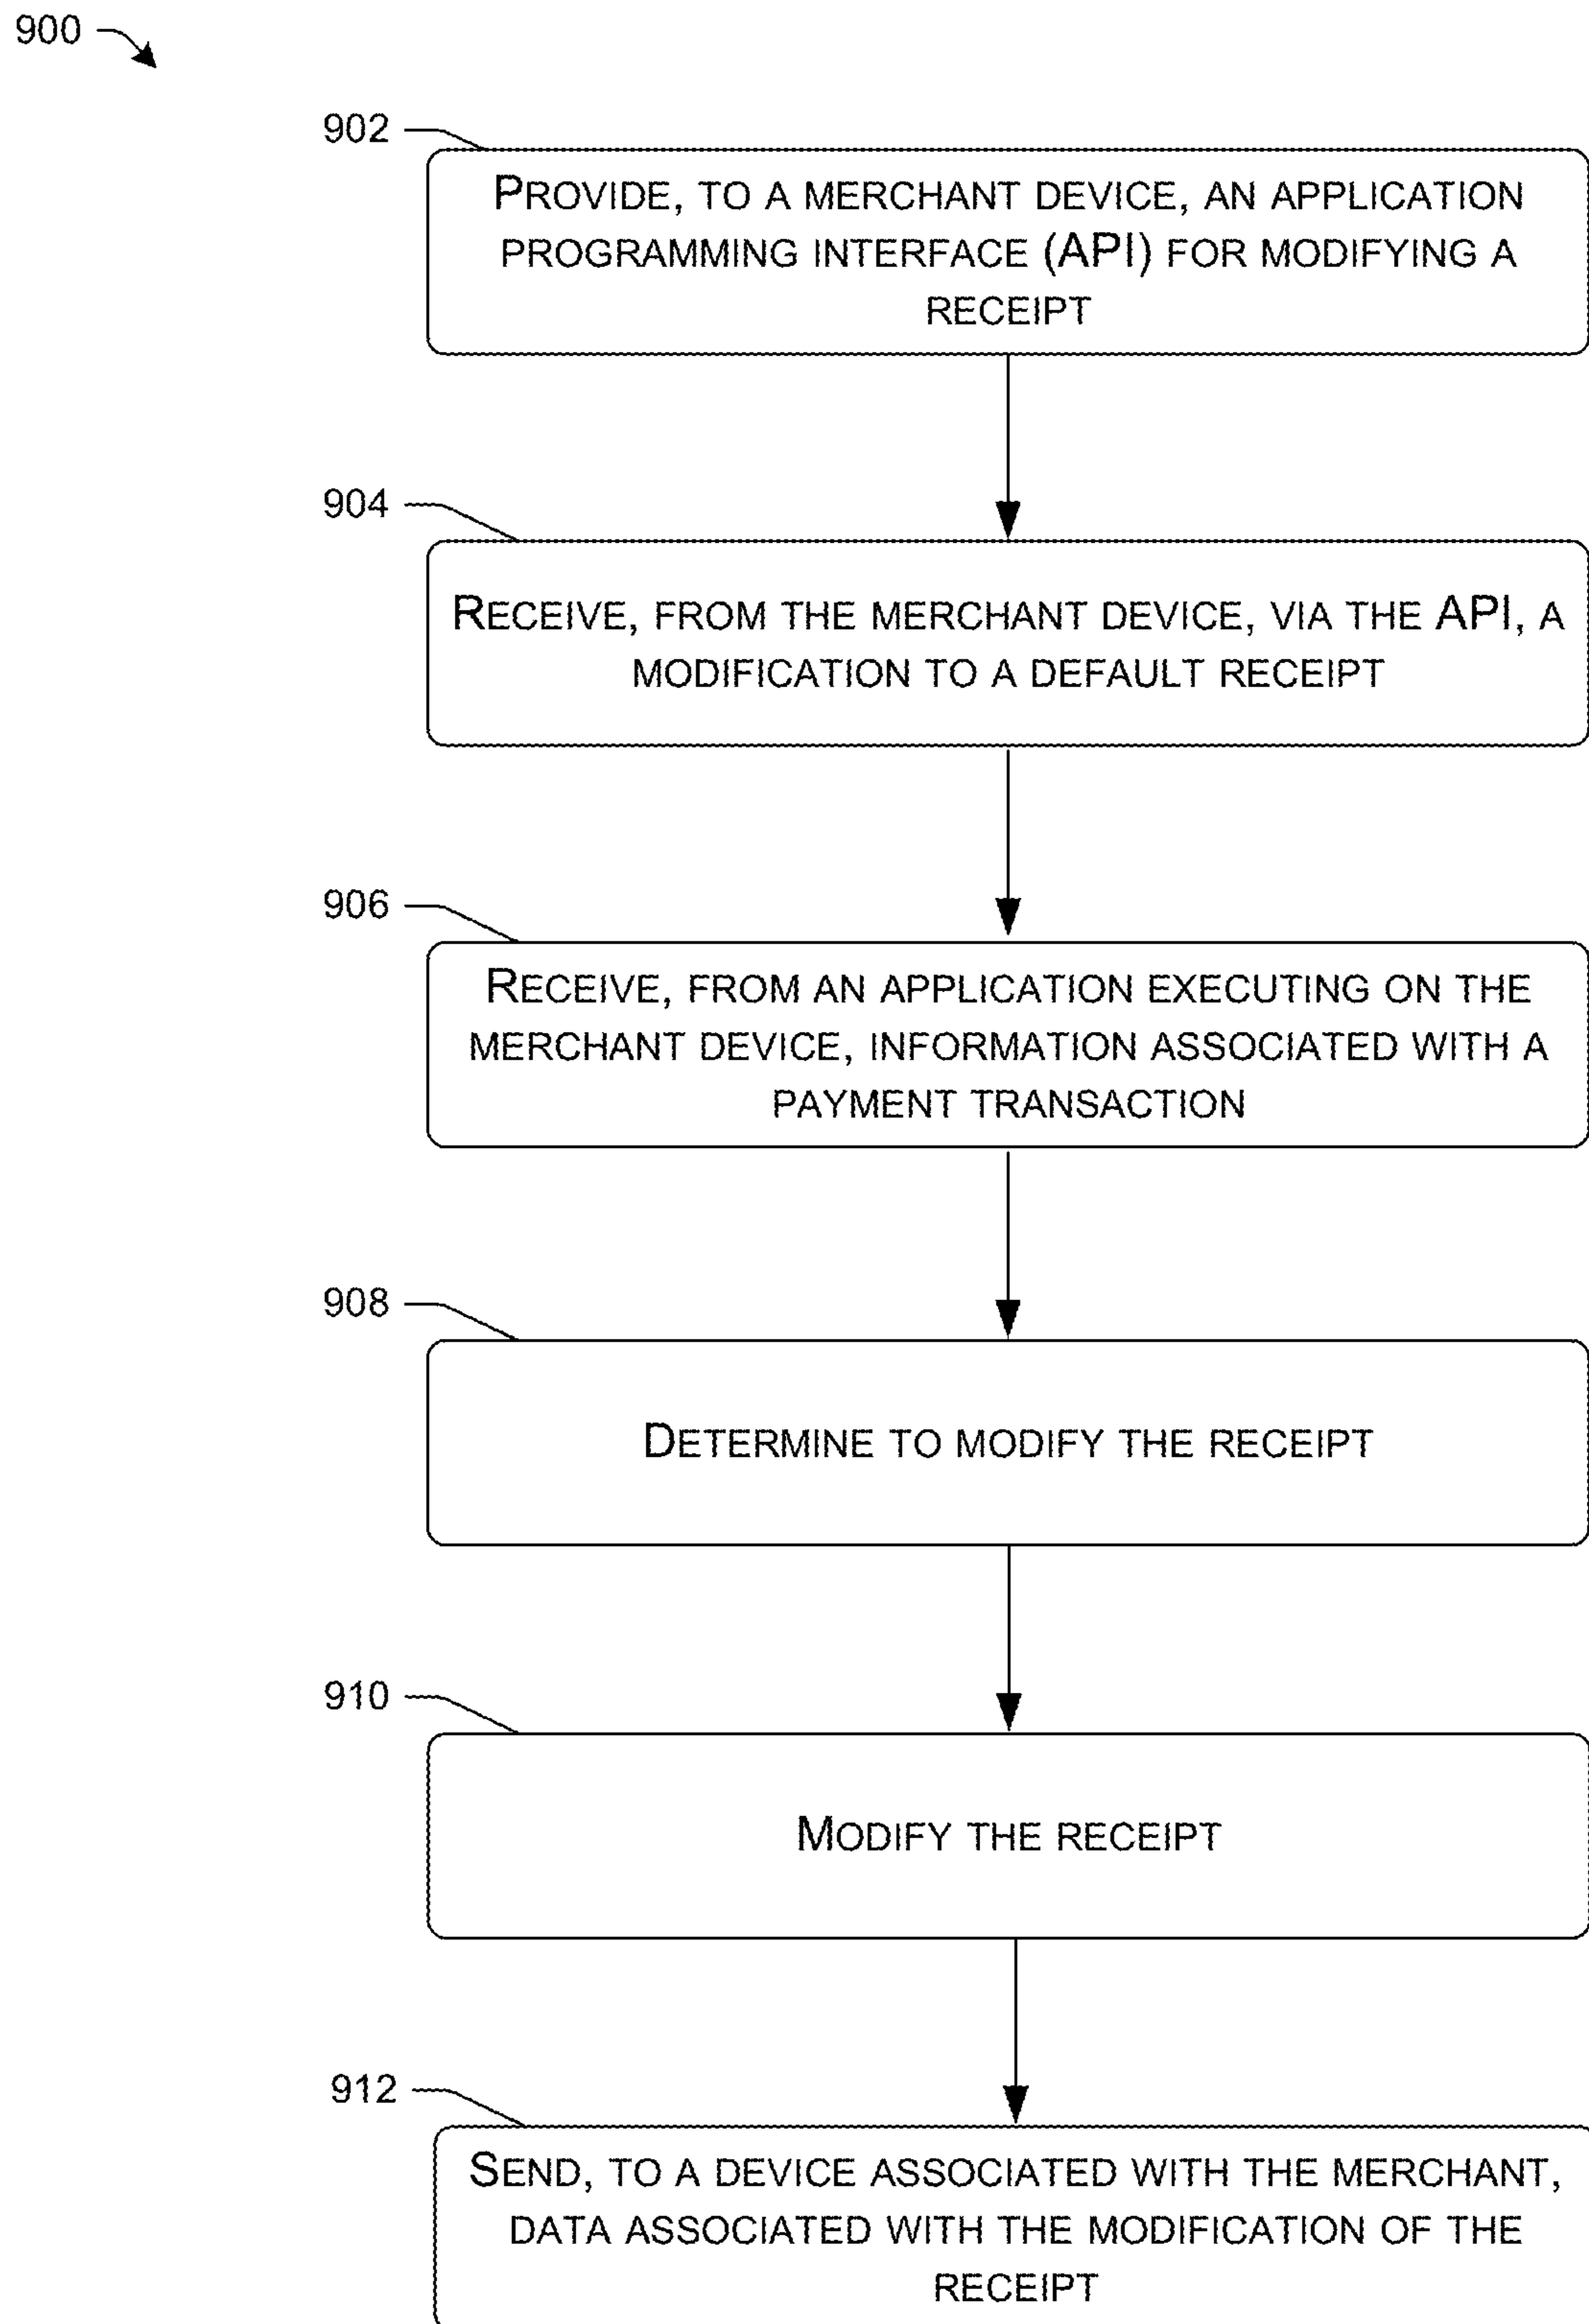 900
902
PROVIDE, TO A MERCHANT DEVICE, AN APPLICATION
PROGRAMMING INTERFACE (API) FOR MODIFYING A
RECEIPT
904
RECEIVE, FROM THE MERCHANT DEVICE, VIA THE API, A
MODIFICATION TO A DEFAULT RECEIPT
906
RECEIVE, FROM AN APPLICATION EXECUTING ON THE
MERCHANT DEVICE, INFORMATION ASSOCIATED WITH A
PAYMENT TRANSACTION
908
DETERMINE TO MODIFY THE RECEIPT
910
MODIFY THE RECEIPT
912
SEND, TO A DEVICE ASSOCIATED WITH THE MERCHANT,
DATA ASSOCIATED WITH THE MODIFICATION OF THE
RECEIPT